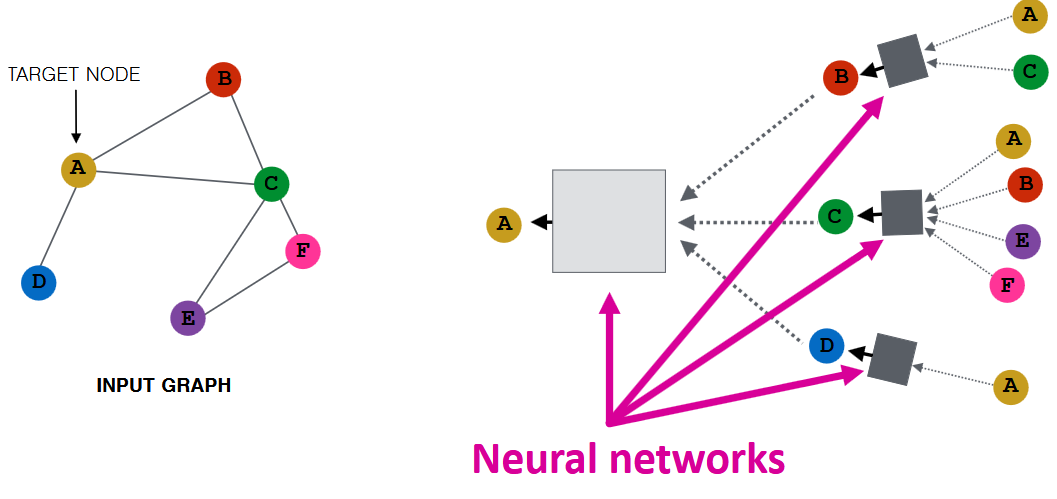 TARGET NODE
B
A
C
F
D
E
INPUT GRAPH
A
B
A
C
C
A
B
E
F
D
A
Neural networks